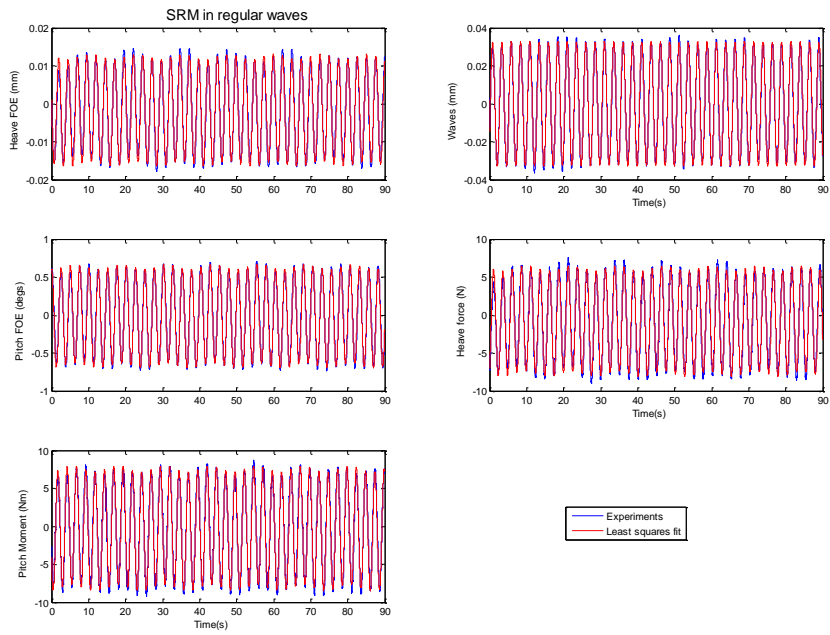 SRM in regular waves
0.02
0.01
0
-0.01
-0.02
Heave FOE (mm)
0 10 20 30 40 50 60 70 80 90
0.04
0.02
0
-0.02
-0.04
Waves (mm)
0 10 20 30 40 50 60 70 80 90
Time(s)
1
0.5
0
-0.5
-1
Pitch FOE (degs)
0 10 20 30 40 50 60 70 80 90
10
5
0
-5
-10
Heave force (N)
0 10 20 30 40 50 60 70 80 90
Time(s)
10
5
0
-5
-10
Pitch Moment (Nm)
0 10 20 30 40 50 60 70 80 90
Time(s)
Experiments
Least squares fit